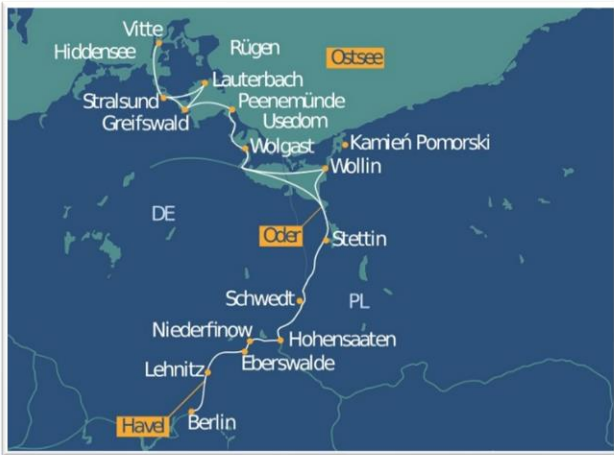 Vitte
Hiddensee
Rügen
Ostsee
Lauterbach
Stralsund
Peenemünde
Greifswald
Usedom
Wolgast
Kamień Pomorski
Wollin
DE
Oder
Stettin
Schwedt
PL
Niederfinow
Hohensaaten
Eberswalde
Lehnitz
Havel
Berlin